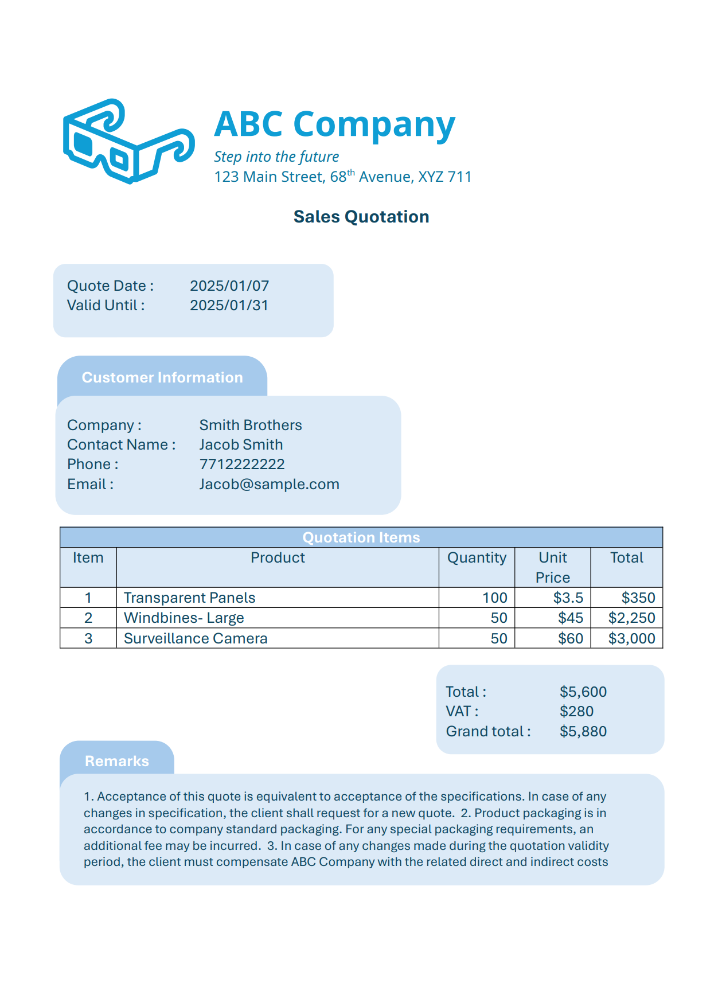 ABC Company
Step into the future
123 Main Street, 68th Avenue, XYZ 711
Sales Quotation
Quote Date : 2025/01/07
Valid Until : 2025/01/31
Customer Information
Company : Smith Brothers
Contact Name : Jacob Smith
Phone : 7712222222
Email : Jacob@sample.com
Quotation Items
Item Product Quantity Unit Price Total
1 Transparent Panels 100 $3.5 $350
2 Windbines- Large 50 $45 $2,250
3 Surveillance Camera 50 $60 $3,000
Total : $5,600
VAT : $280
Grand total : $5,880
Remarks
1. Acceptance of this quote is equivalent to acceptance of the specifications. In case of any
changes in specification, the client shall request for a new quote.  2. Product packaging is in
accordance to company standard packaging. For any special packaging requirements, an
additional fee may be incurred.  3. In case of any changes made during the quotation validity
period, the client must compensate ABC Company with the related direct and indirect costs